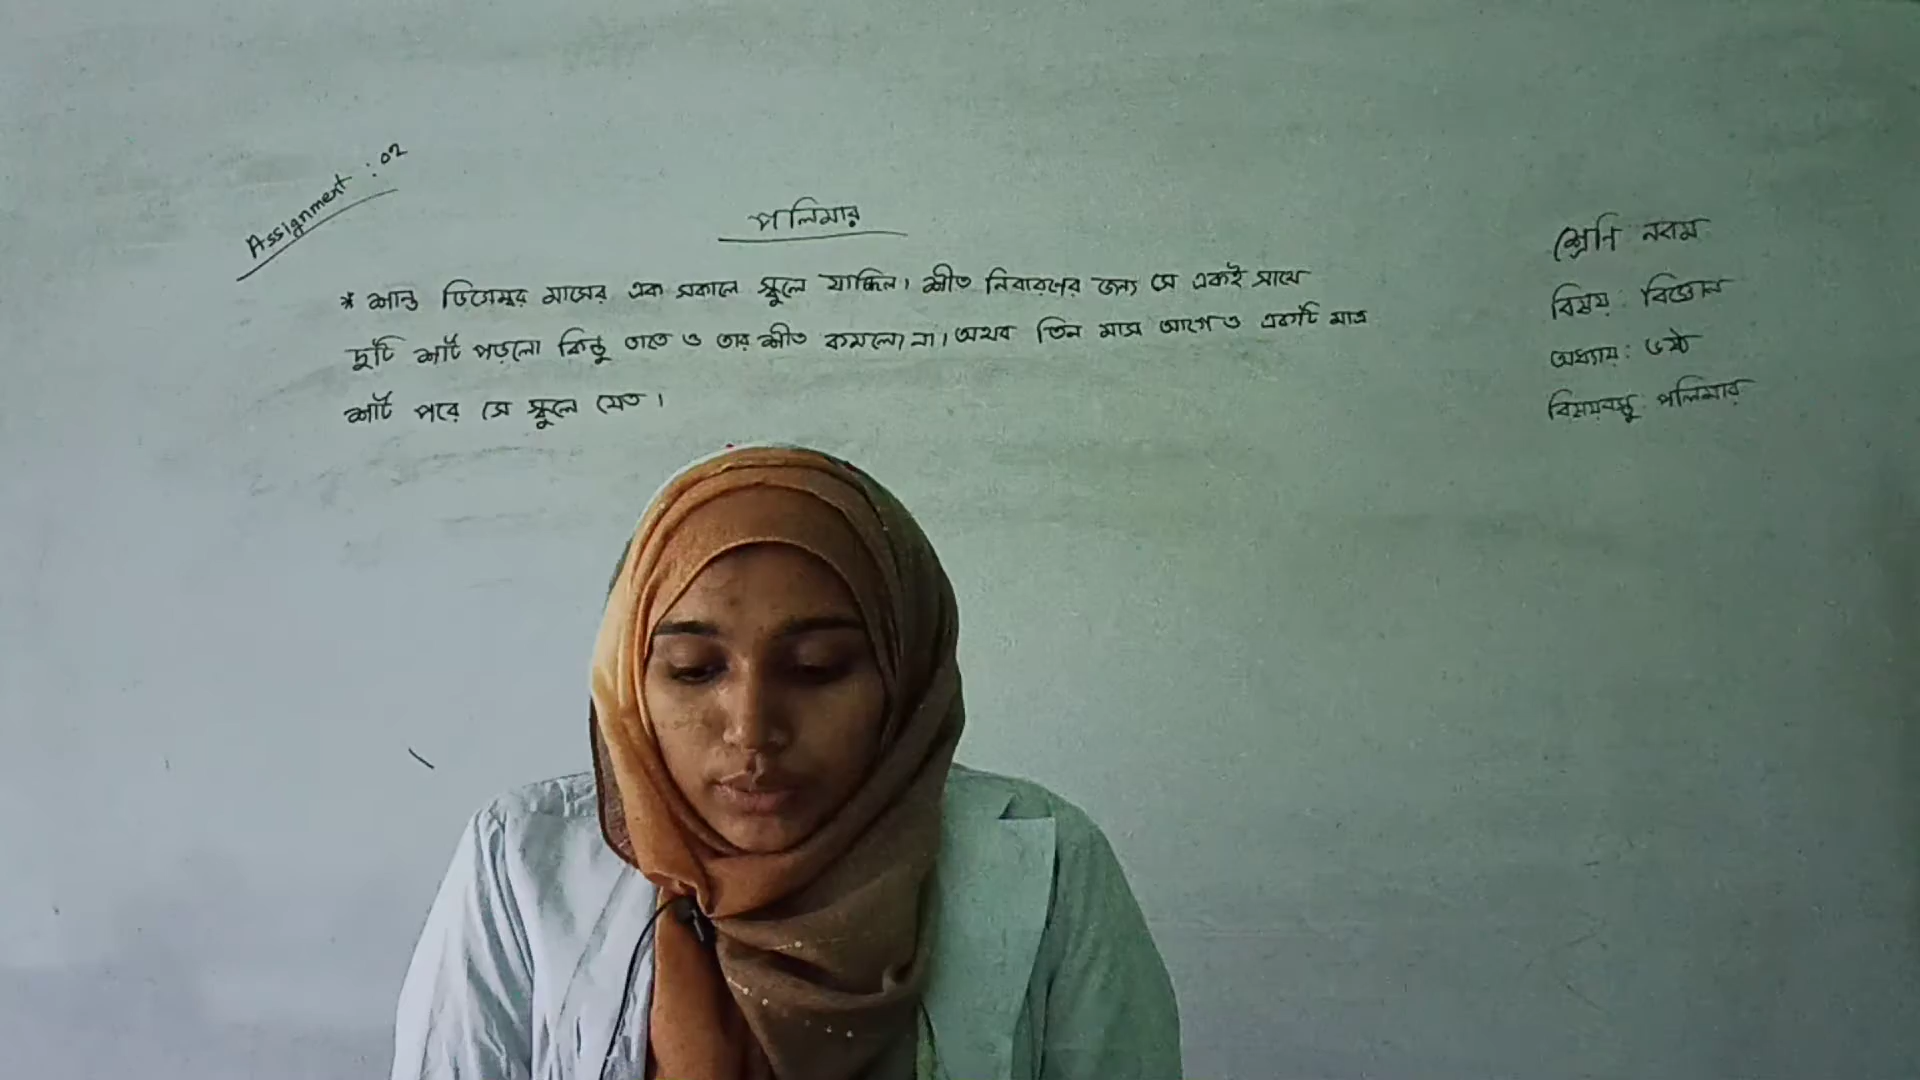 Assignment : 02
পলিমার
* শান্ত ডিসেম্বর মাসের এক সকালে স্কুলে যাচ্ছিল। শীত নিবারণের জন্য সে একই সাথে
দুটি শার্ট পড়লো কিন্তু তাতে ও তার শীত কমলো না। অথব তিন মাস আগেও একটি মাত্র
শার্ট পরে সে স্কুলে যেত।
শ্রেণি নবম
বিষয় : বিজ্ঞান
অধ্যায় : ৬ষ্ঠ
বিষয়বস্তু : পলিমার